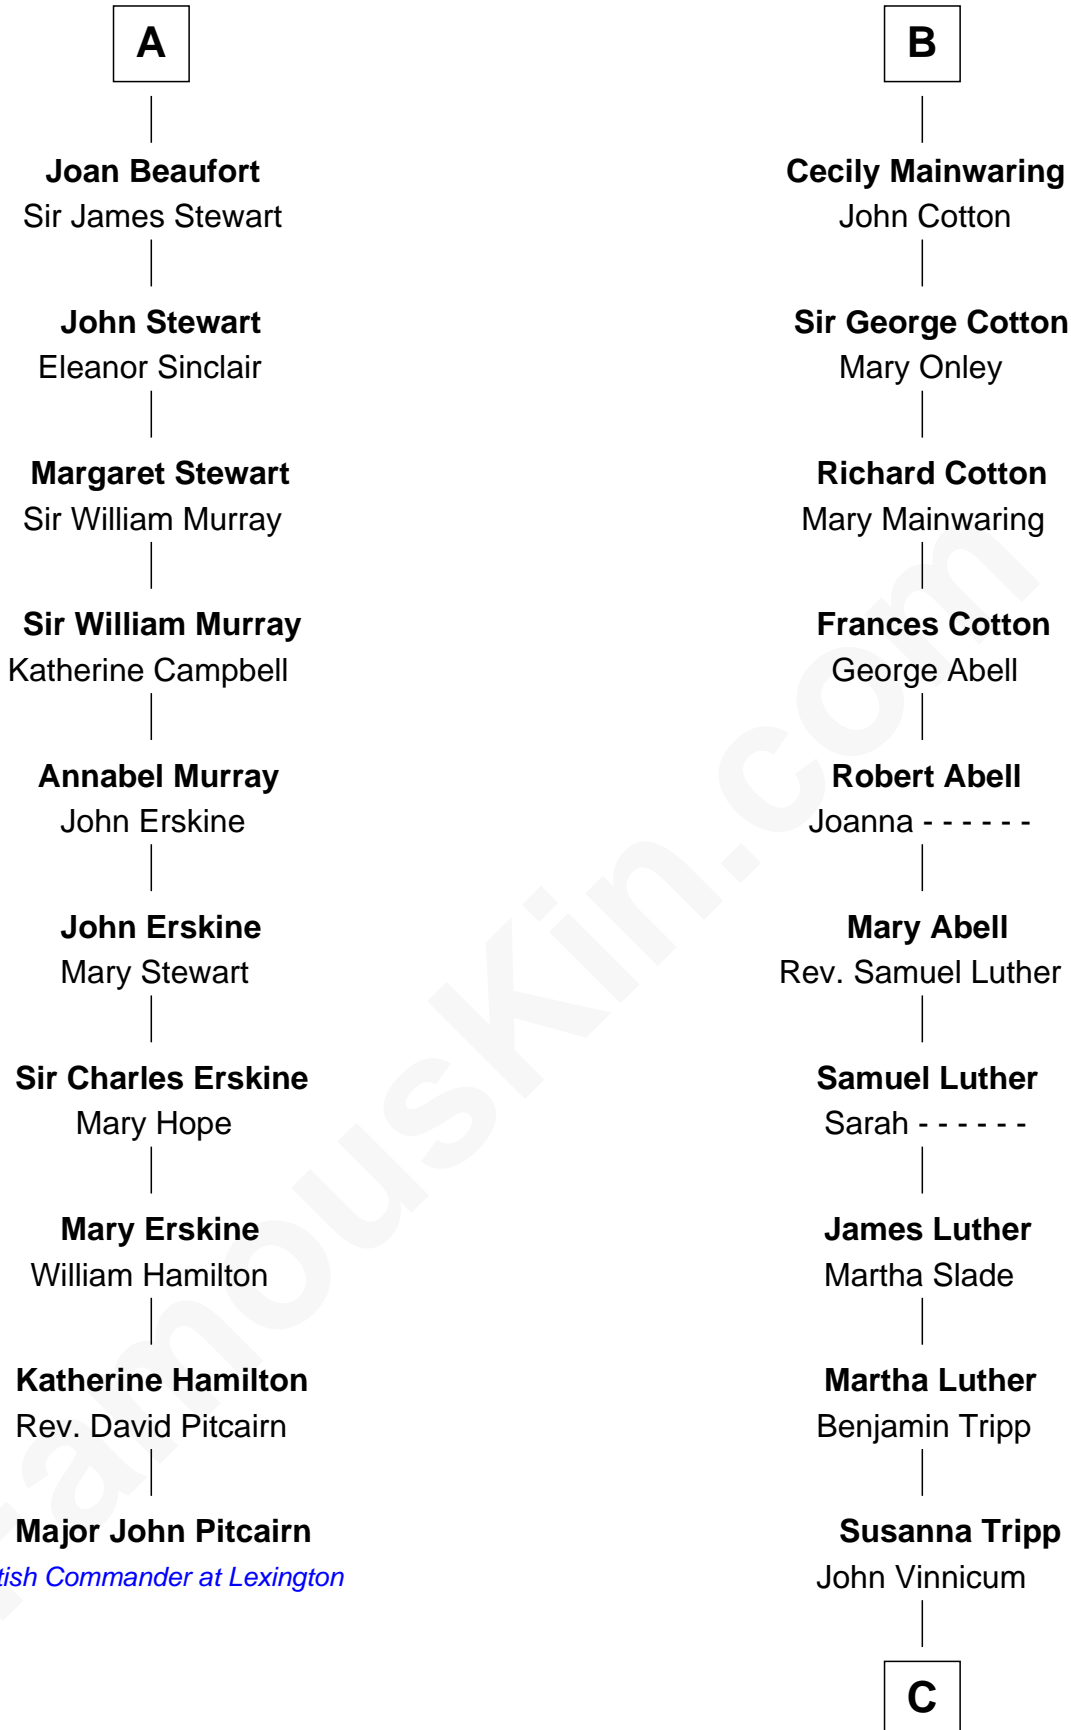 A
Joan Beaufort
Sir James Stewart
John Stewart
Eleanor Sinclair
Margaret Stewart
Sir William Murray
Sir William Murray
Katherine Campbell
Annabel Murray
John Erskine
John Erskine
Mary Stewart
Sir Charles Erskine
Mary Hope
Mary Erskine
William Hamilton
Katherine Hamilton
Rev. David Pitcairn
Major John Pitcairn
tish Commander at Lexington
B
Cecily Mainwaring
John Cotton
Sir George Cotton
Mary Onley
Richard Cotton
Mary Mainwaring
Frances Cotton
George Abell
Robert Abell
Joanna - - - - - -
Mary Abell
Rev. Samuel Luther
Samuel Luther
Sarah - - - - - -
James Luther
Martha Slade
Martha Luther
Benjamin Tripp
Susanna Tripp
John Vinnicum
C
FamousKin.com